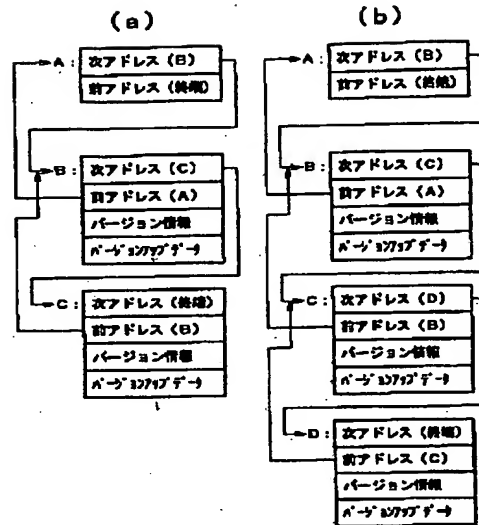 (a)
A: 次アドレス (B)
前アドレス (終端)
B: 次アドレス (C)
前アドレス (A)
バージョン情報
バージョンアップデータ
C: 次アドレス (終端)
前アドレス (B)
バージョン情報
バージョンアップデータ
(b)
A: 次アドレス (B)
前アドレス (終端)
B: 次アドレス (C)
前アドレス (A)
バージョン情報
バージョンアップデータ
C: 次アドレス (D)
前アドレス (B)
バージョン情報
バージョンアップデータ
D: 次アドレス (終端)
前アドレス (C)
バージョン情報
バージョンアップデータ